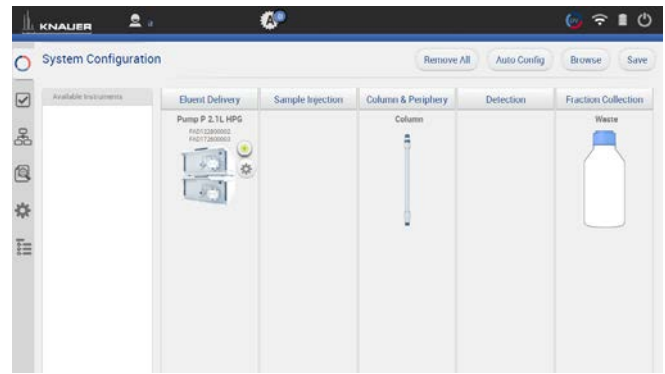 KNAUER
a
System Configuration
Remove All
Auto Config
Browse
Save
Available Instruments
Eluent Delivery
Sample Injection
Column & Periphery
Detection
Fraction Collection
Pump P 2.1L HPG
Column
Waste